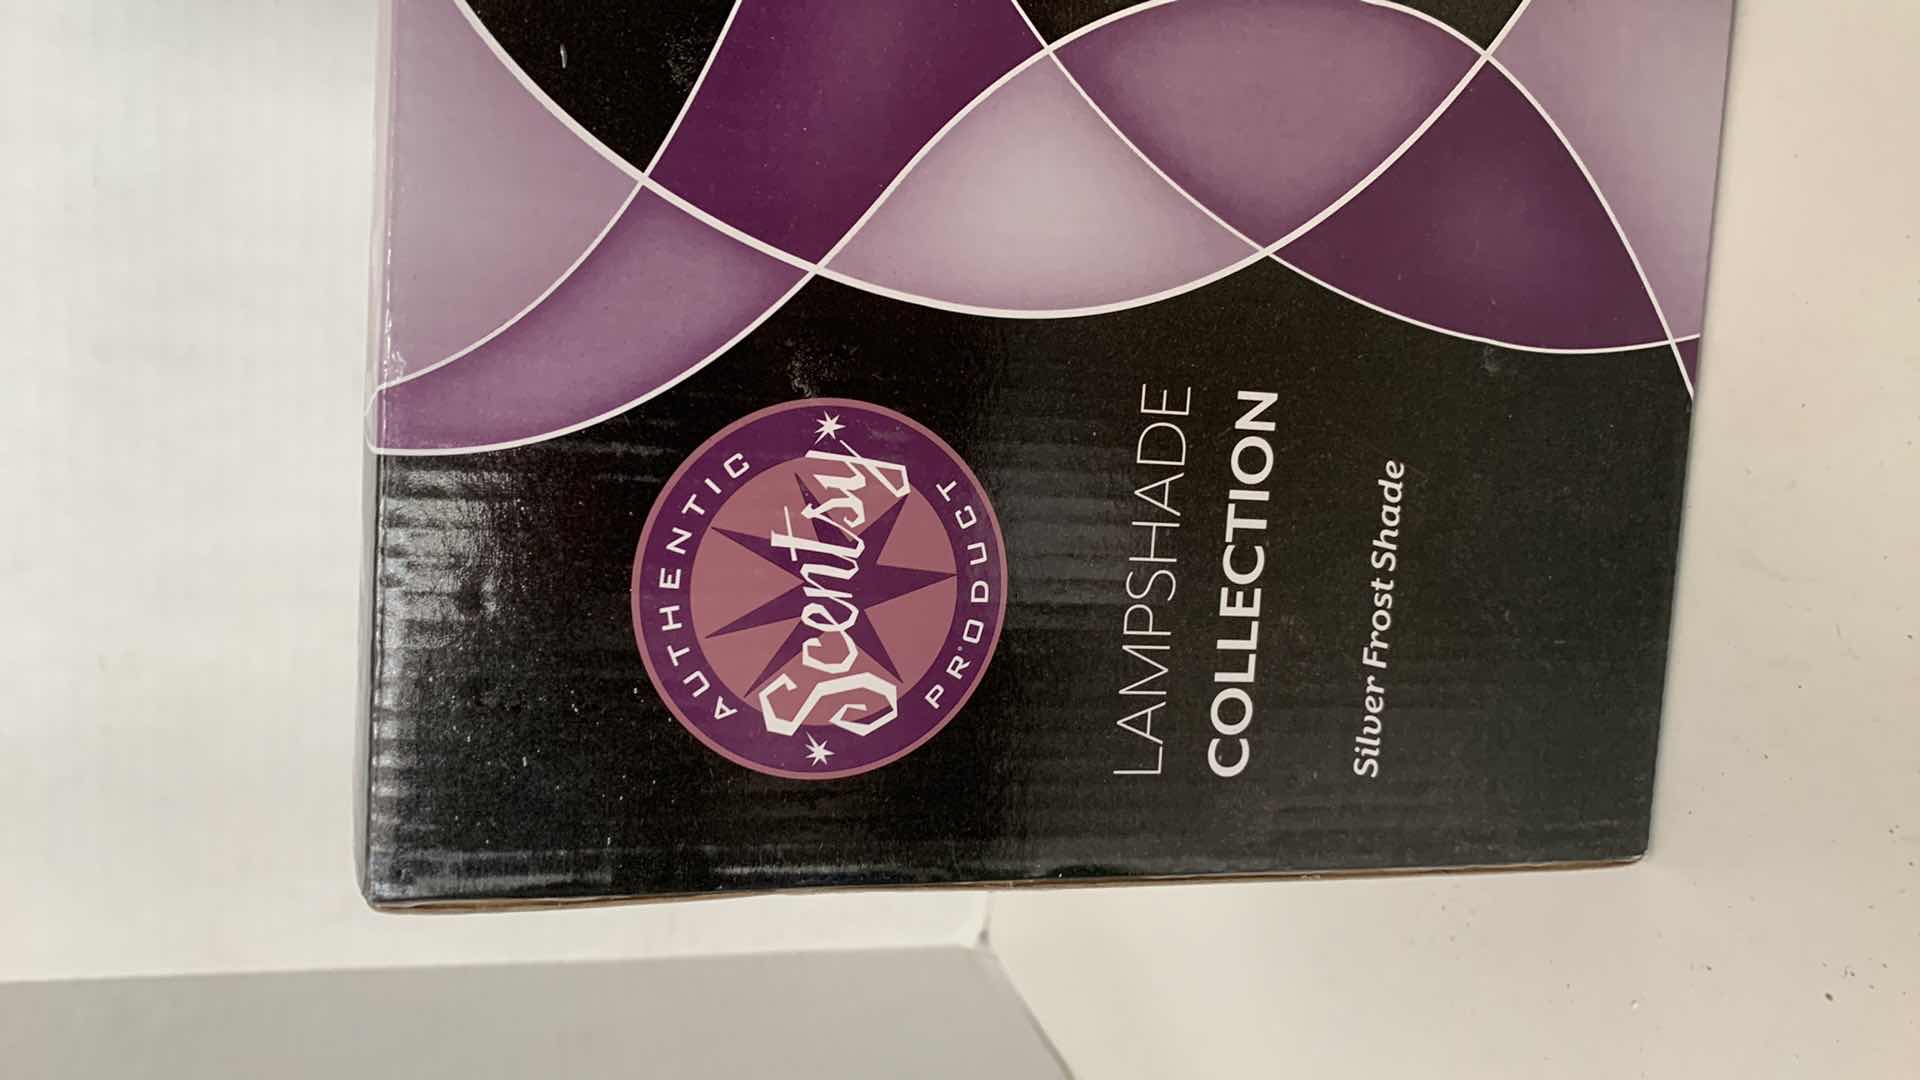 AUTHENTIC
Scentsy
PRODUCT
LAMPSHADE
COLLECTION
Silver Frost Shade